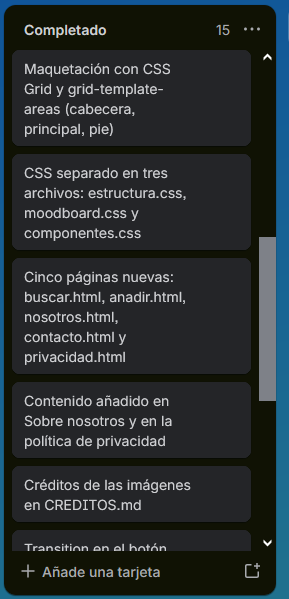 Completado 15
Maquetación con CSS
Grid y grid-template-
areas (cabecera,
principal, pie)
CSS separado en tres
archivos: estructura.css,
moodboard.css y
componentes.css
Cinco páginas nuevas:
buscar.html, anadir.html,
nosotros.html,
contacto.html y
privacidad.html
Contenido añadido en
Sobre nosotros y en la
política de privacidad
Créditos de las imágenes
en CREDITOS.md
Transition en el botón
Añade una tarjeta